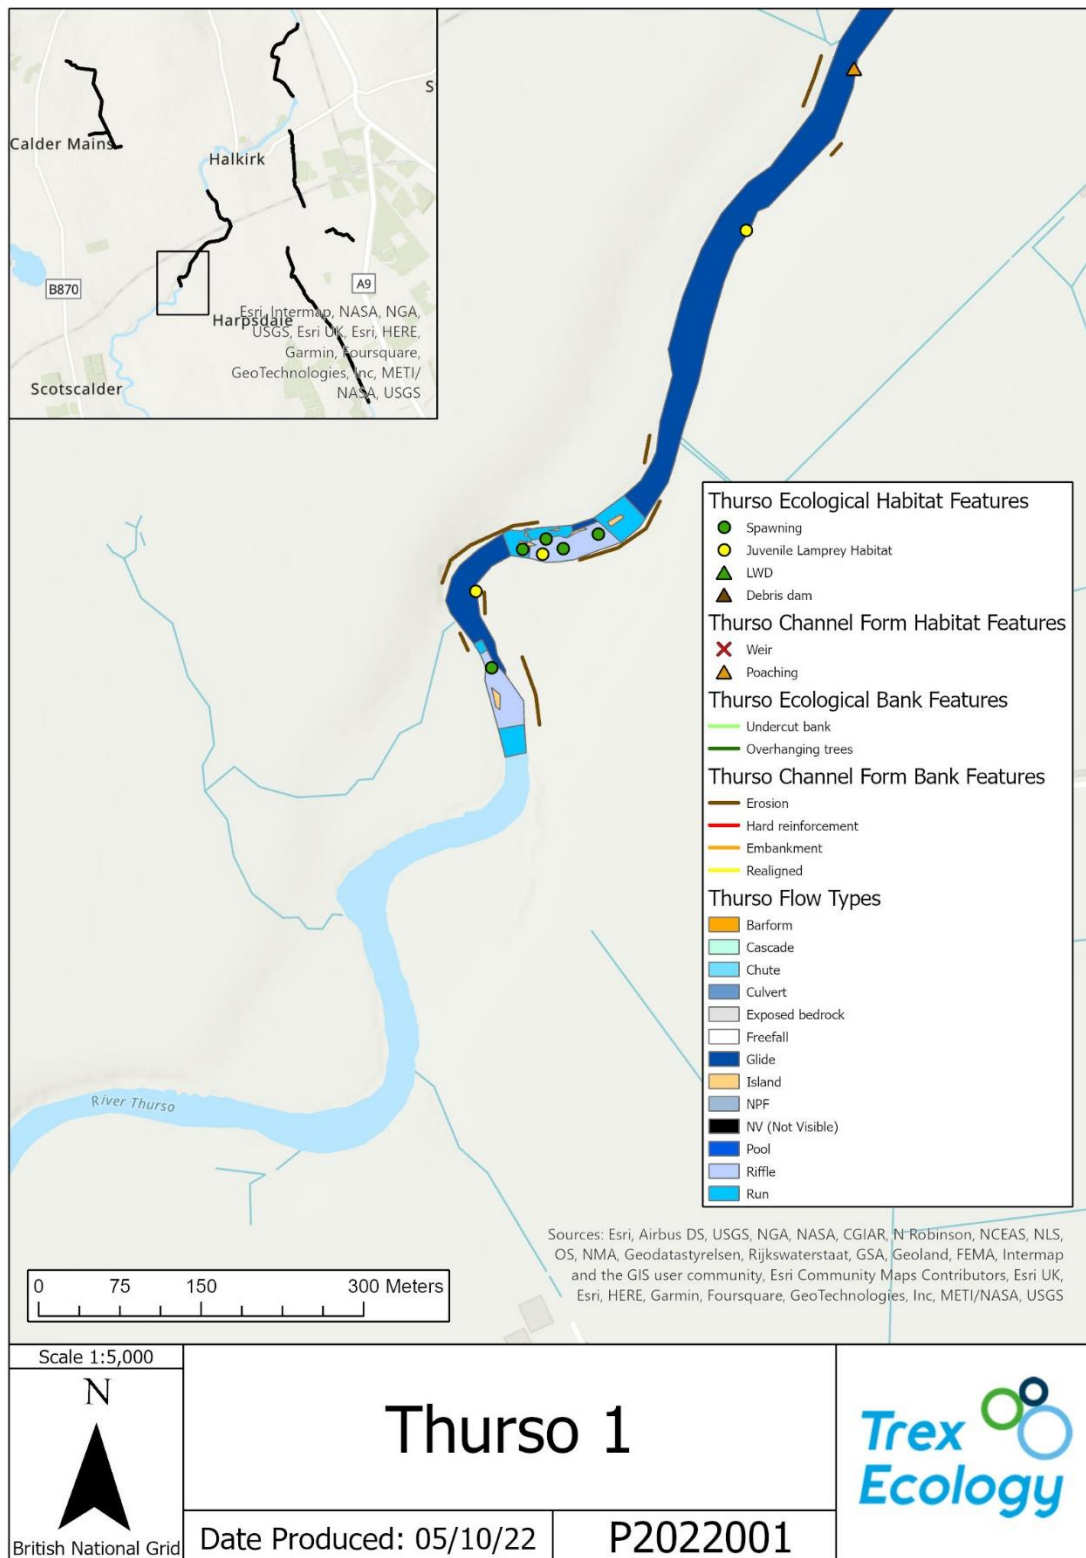 Calder Mains
Halkirk
St
B870
A9
Harpsdale
Scotscalder
Esri, Intermap, NASA, NGA,
USGS, Esri UK, Esri, HERE,
Garmin, Foursquare,
GeoTechnologies, Inc, METI/
NASA, USGS
Thurso Ecological Habitat Features
Spawning
Juvenile Lamprey Habitat
LWD
Debris dam
Thurso Channel Form Habitat Features
Weir
Poaching
Thurso Ecological Bank Features
Undercut bank
Overhanging trees
Thurso Channel Form Bank Features
Erosion
Hard reinforcement
Embankment
Realigned
Thurso Flow Types
Barform
Cascade
Chute
Culvert
Exposed bedrock
Freefall
Glide
Island
NPF
NV (Not Visible)
Pool
Riffle
Run
River Thurso
Sources: Esri, Airbus DS, USGS, NGA, NASA, CGIAR, N Robinson, NCEAS, NLS,
OS, NMA, Geodatastyrelsen, Rijkswaterstaat, GSA, Geoland, FEMA, Intermap
and the GIS user community, Esri Community Maps Contributors, Esri UK,
Esri, HERE, Garmin, Foursquare, GeoTechnologies, Inc, METI/NASA, USGS
0 75 150 300 Meters
Scale 1:5,000
N
British National Grid
Thurso 1
Date Produced: 05/10/22
P2022001
Trex
Ecology